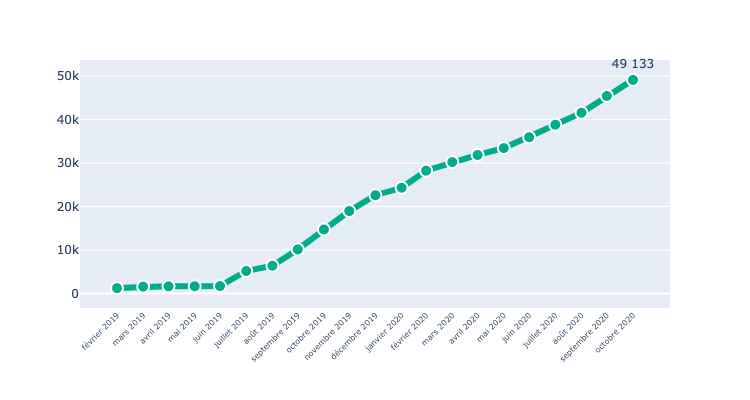 49 133
50k
40k
30k
20k
10k
0
février 2019
mars 2019
avril 2019
mai 2019
juin 2019
juillet 2019
août 2019
septembre 2019
octobre 2019
novembre 2019
décembre 2019
janvier 2020
février 2020
mars 2020
avril 2020
mai 2020
juin 2020
juillet 2020
août 2020
septembre 2020
octobre 2020